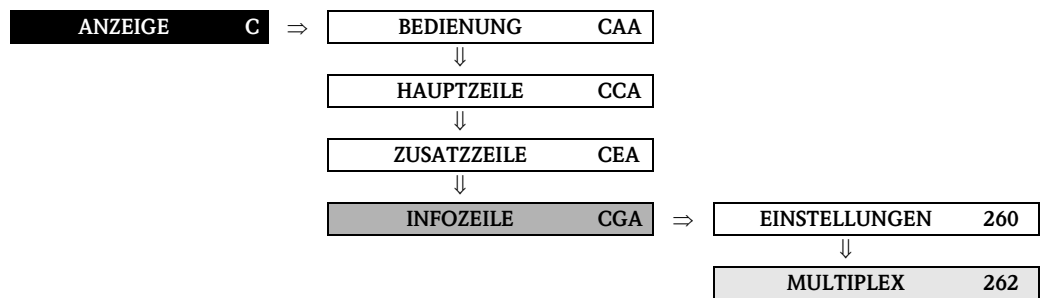 ANZEIGE C ⇒ BEDIENUNG CAA
⇓
HAUPTZEILE CCA
⇓
ZUSATZZEILE CEA
⇓
INFOZEILE CGA ⇒ EINSTELLUNGEN 260
⇓
MULTIPLEX 262